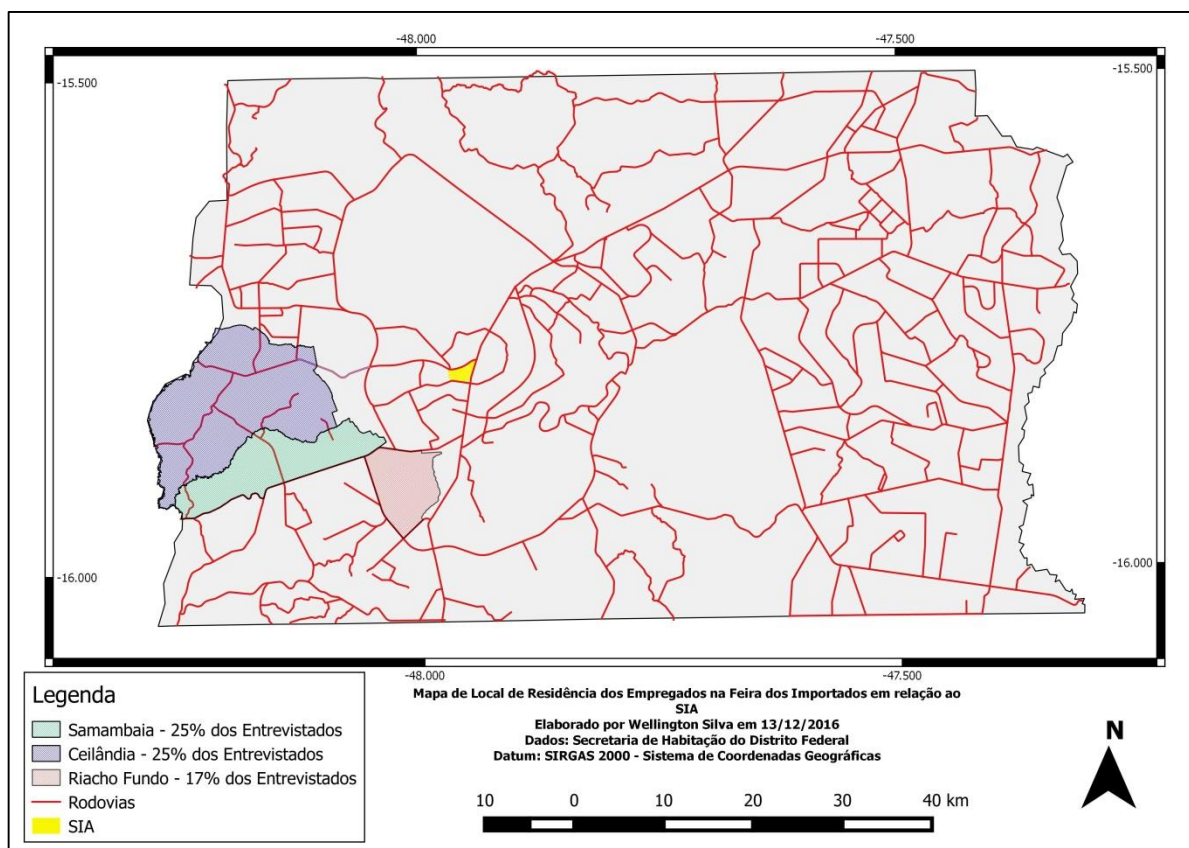 -48.000
-47.500
-15.500
-15.500
-16.000
-16.000
-48.000
-47.500
Legenda
Samambaia - 25% dos Entrevistados
Ceilândia - 25% dos Entrevistados
Riacho Fundo - 17% dos Entrevistados
Rodovias
SIA
Mapa de Local de Residência dos Empregados na Feira dos Importados em relação ao
SIA
Elaborado por Wellington Silva em 13/12/2016
Dados: Secretaria de Habitação do Distrito Federal
Datum: SIRGAS 2000 - Sistema de Coordenadas Geográficas
N
10 0 10 20 30 40 km